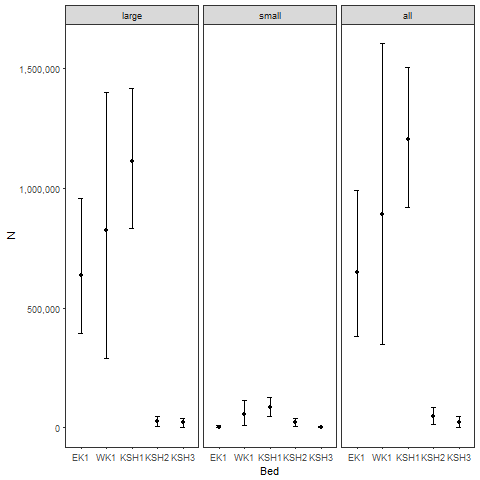 large small all
N
1,500,000
1,000,000
500,000
0
EK1 WK1 KSH1 KSH2 KSH3 EK1 WK1 KSH1 KSH2 KSH3 EK1 WK1 KSH1 KSH2 KSH3
Bed